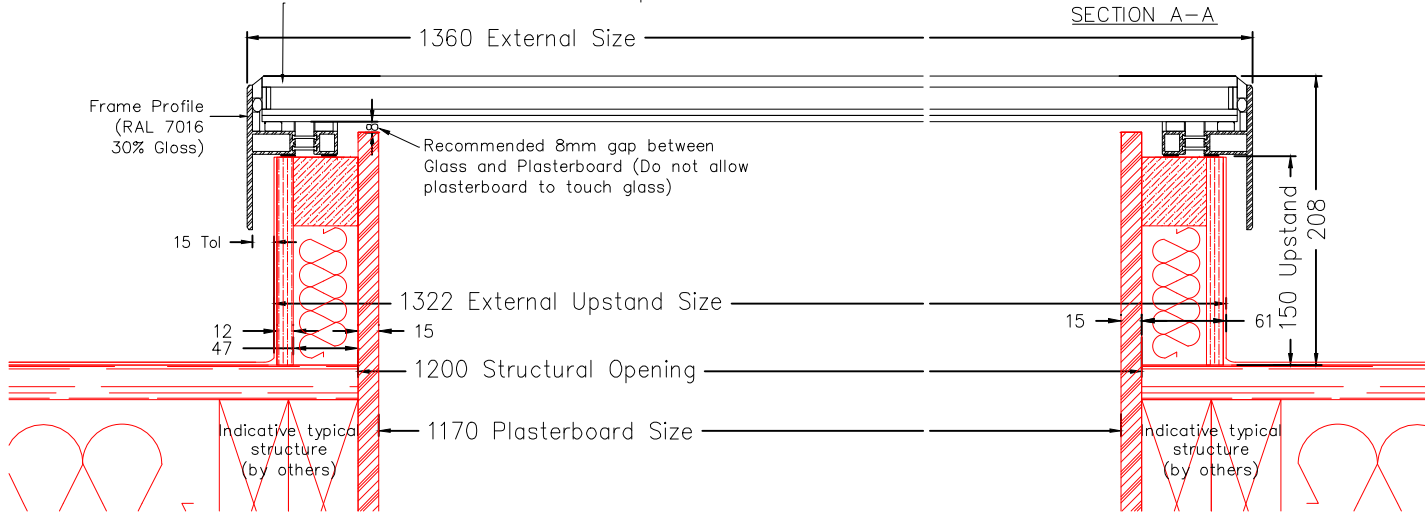 SECTION A-A
1360 External Size
Frame Profile
(RAL 7016
30% Gloss)
8
Recommended 8mm gap between
Glass and Plasterboard (Do not allow
plasterboard to touch glass)
15 Tol
150 Upstand
208
1322 External Upstand Size
12
15
15
61
47
1200 Structural Opening
1170 Plasterboard Size
Indicative typical
structure
(by others)
Indicative typical
structure
(by others)